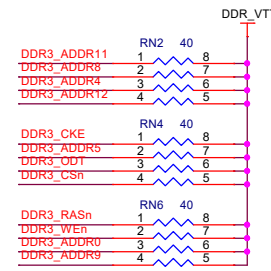 DDR_VTT
RN2 40
DDR3_ADDR11 1 8
DDR3_ADDR8 2 7
DDR3_ADDR4 3 6
DDR3_ADDR12 4 5
RN4 40
DDR3_CKE 1 8
DDR3_ADDR5 2 7
DDR3_ODT 3 6
DDR3_CSn 4 5
RN6 40
DDR3_RASn 1 8
DDR3_WEn 2 7
DDR3_ADDR0 3 6
DDR3_ADDR9 4 5